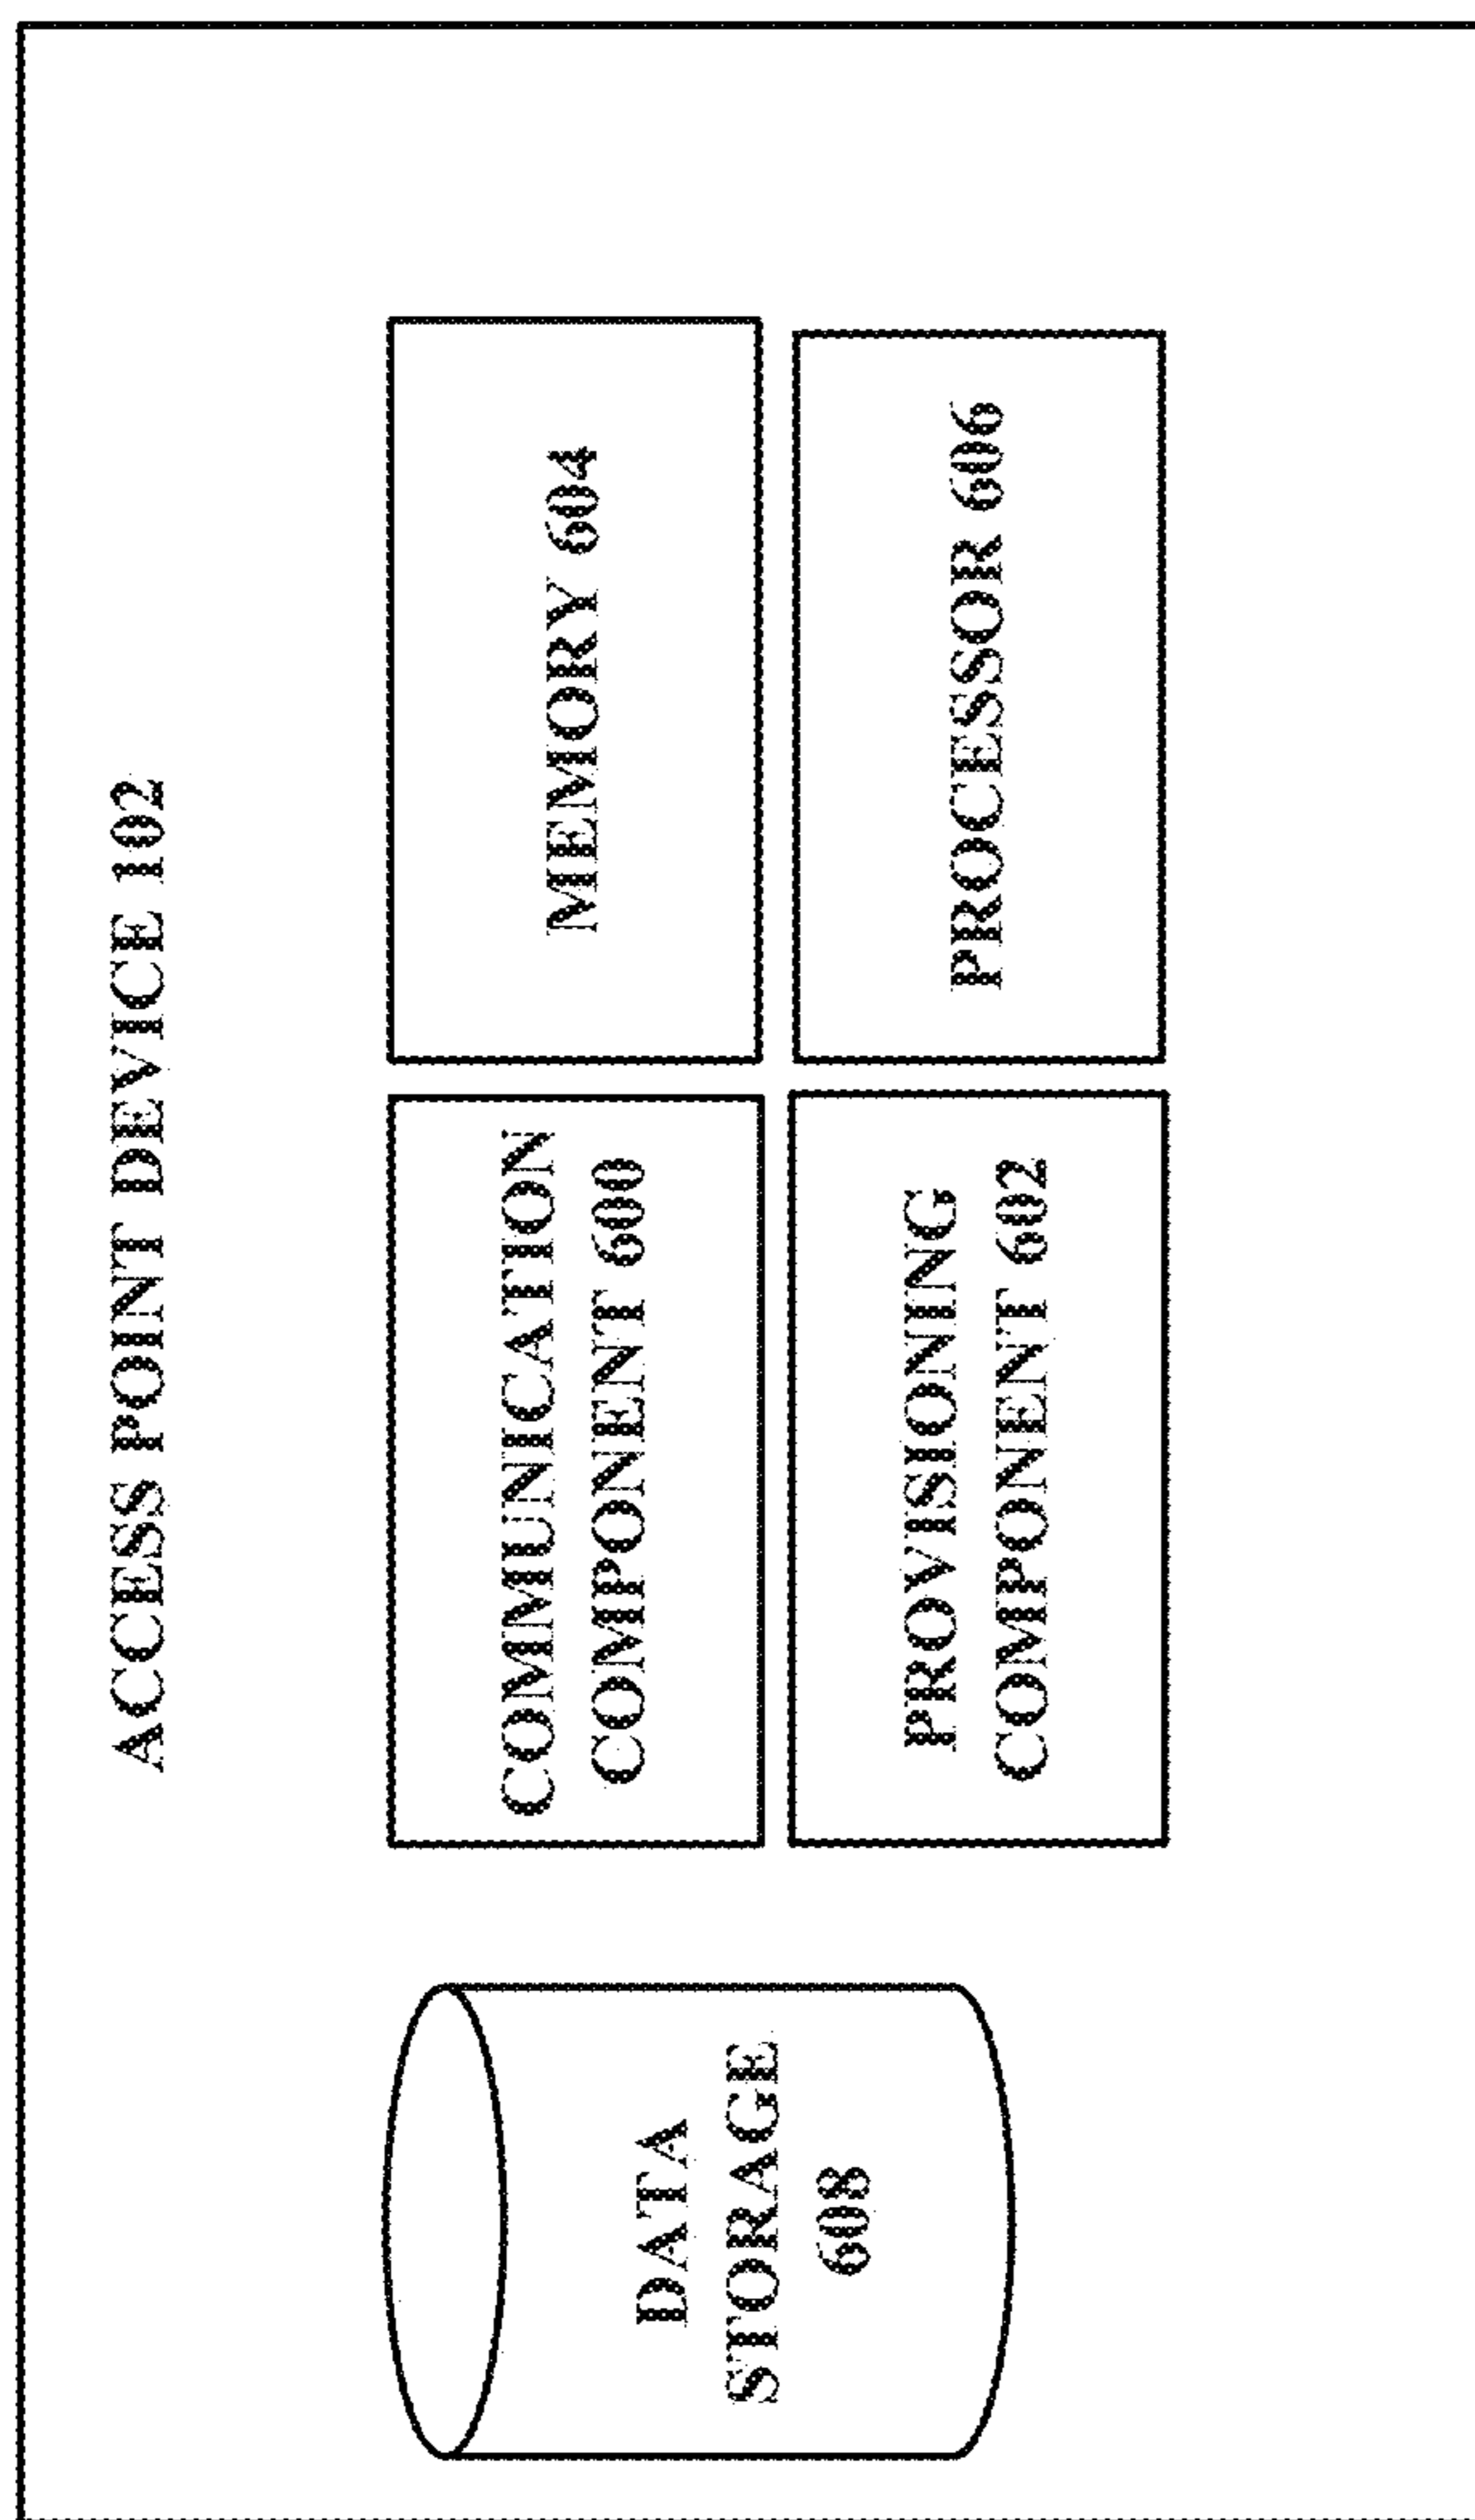 ACCESS POINT DEVICE 102
DATA
STORAGE
608
COMMUNICATION
COMPONENT 600
MEMORY 604
PROVISIONING
COMPONENT 602
PROCESSOR 606